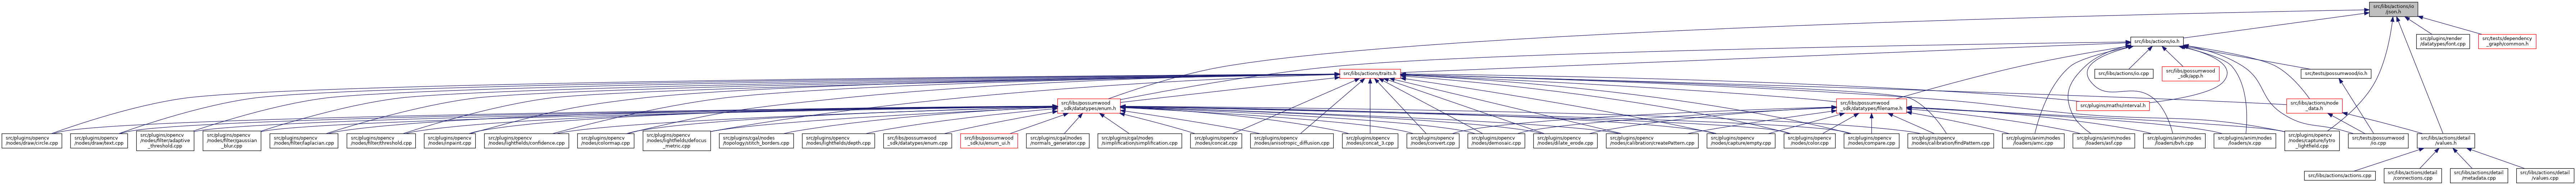 src/libs/actions/io
/json.h
src/libs/actions/io.h
src/plugins/render
/datatypes/font.cpp
src/tests/dependency
_graph/common.h
src/libs/actions/traits.h
src/libs/actions/io.cpp
src/libs/possumwood
_sdk/app.h
src/tests/possumwood/io.h
src/libs/possumwood
_sdk/datatypes/enum.h
src/libs/possumwood
_sdk/datatypes/filename.h
src/plugins/maths/interval.h
src/libs/actions/node
_data.h
src/plugins/opencv
/nodes/draw/circle.cpp
src/plugins/opencv
/nodes/draw/text.cpp
src/plugins/opencv
/nodes/filter/adaptive
_threshold.cpp
src/plugins/opencv
/nodes/filter/gaussian
_blur.cpp
src/plugins/opencv
/nodes/filter/laplacian.cpp
src/plugins/opencv
/nodes/filter/threshold.cpp
src/plugins/opencv
/nodes/inpaint.cpp
src/plugins/opencv
/nodes/lightfields/confidence.cpp
src/plugins/opencv
/nodes/colormap.cpp
src/plugins/opencv
/nodes/lightfields/defocus
_metric.cpp
src/plugins/cgal/nodes
/topology/stitch_borders.cpp
src/plugins/opencv
/nodes/lightfields/depth.cpp
src/libs/possumwood
_sdk/datatypes/enum.cpp
src/libs/possumwood
_sdk/ui/enum_ui.h
src/plugins/cgal/nodes
/normals_generator.cpp
src/plugins/cgal/nodes
/simplification/simplification.cpp
src/plugins/opencv
/nodes/concat.cpp
src/plugins/opencv
/nodes/anisotropic_diffusion.cpp
src/plugins/opencv
/nodes/concat_3.cpp
src/plugins/opencv
/nodes/convert.cpp
src/plugins/opencv
/nodes/demosaic.cpp
src/plugins/opencv
/nodes/dilate_erode.cpp
src/plugins/opencv
/nodes/calibration/createPattern.cpp
src/plugins/opencv
/nodes/capture/empty.cpp
src/plugins/opencv
/nodes/color.cpp
src/plugins/opencv
/nodes/compare.cpp
src/plugins/opencv
/nodes/calibration/findPattern.cpp
src/plugins/anim/nodes
/loaders/amc.cpp
src/plugins/anim/nodes
/loaders/asf.cpp
src/plugins/anim/nodes
/loaders/bvh.cpp
src/plugins/anim/nodes
/loaders/x.cpp
src/plugins/opencv
/nodes/capture/lytro
_lightfield.cpp
src/tests/possumwood
/io.cpp
src/libs/actions/detail
/values.h
src/libs/actions/actions.cpp
src/libs/actions/detail
/connections.cpp
src/libs/actions/detail
/metadata.cpp
src/libs/actions/detail
/values.cpp